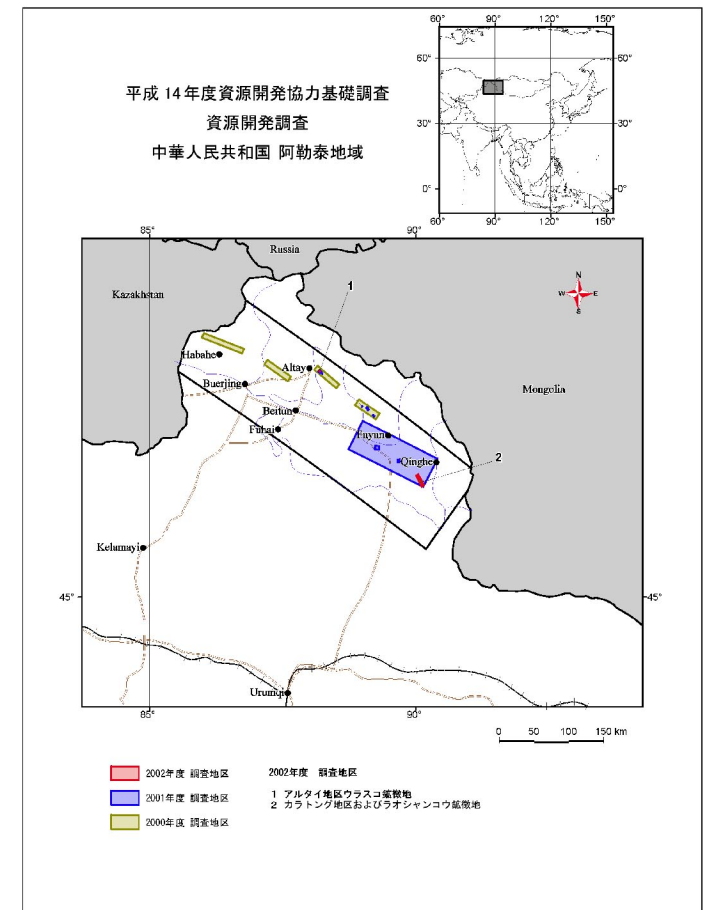 60° 90° 120° 150°
60° 60°
30° 30°
0° 0°
60° 90° 120° 150°
平成 14 年度資源開発協力基礎調査
資源開発調査
中華人民共和国 阿勒泰地域
85° 90°
Russia
Kazakhstan
1
N
W E
S
Habahe
Altay
Buerjing
Mongolia
Beitun
Fuhai
Fuyun
Qinghe
2
Kelamayi
45° 45°
Urumqi
85° 90°
0 50 100 150 km
2002年度 調査地区
2001年度 調査地区
2000年度 調査地区
2002年度 調査地区
1 アルタイ地区ウラスコ鉱徴地
2 カラトング地区およびラオシャンコウ鉱徴地